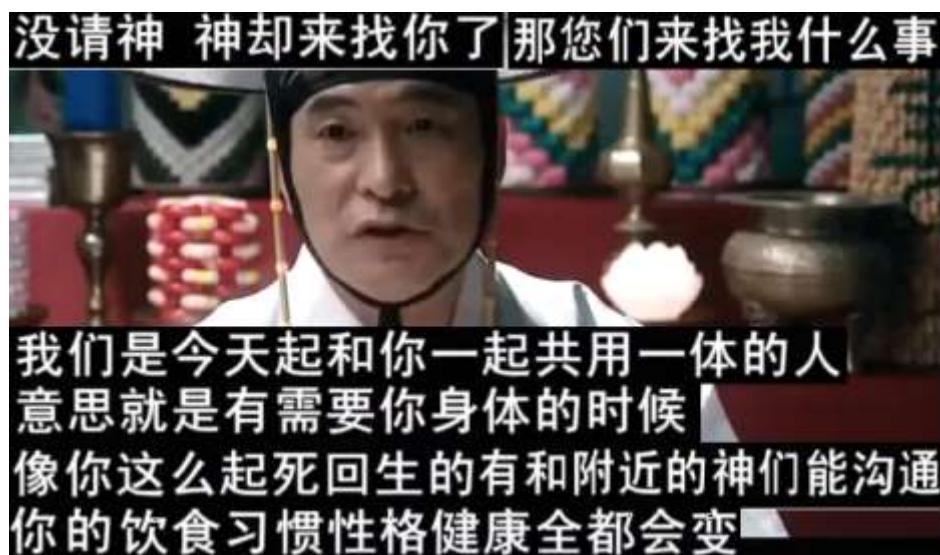 没请神 神却来找你了
那您们来找我什么事
我们是今天起和你一起共用一体的人
意思就是有需要你身体的时候
像你这么起死回生的有和附近的神们能沟通
你的饮食习惯性格健康全都会变